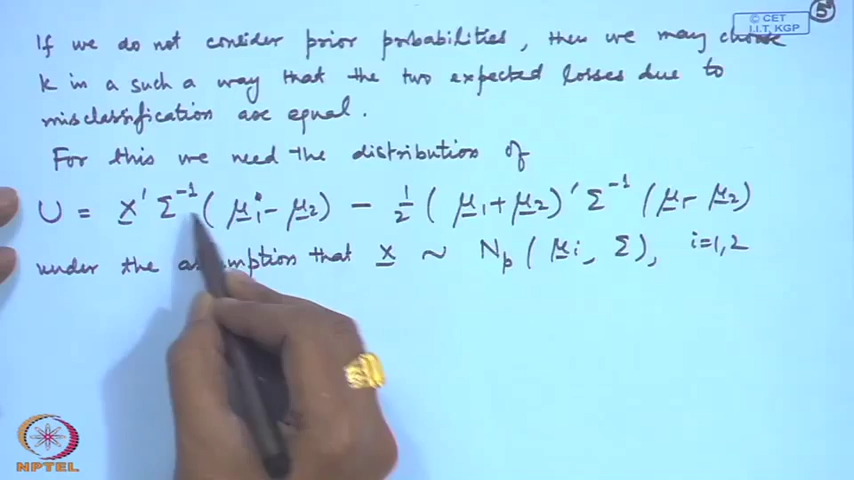 © CET
I.I.T, KGP
5
If we do not consider prior probabilities, then we may choose
k in a such a way that the two expected losses due to
misclassification are equal.
For this we need the distribution of
U = x' Σ⁻¹ ( μ₁ - μ₂ ) - 1/2 ( μ₁ + μ₂ )' Σ⁻¹ ( μ₁ - μ₂ )
under the assumption that x ~ Nₚ ( μᵢ, Σ ), i=1,2
NPTEL